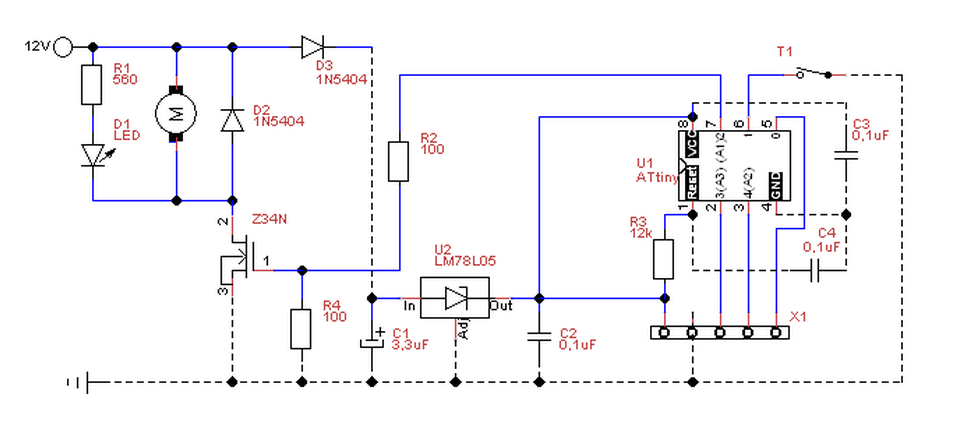 12V
R1
560
D1
LED
M
D2
1N5404
D3
1N5404
R2
100
T1
8
7
6
5
VCC
(A1)2
1
0
U1
ATtiny
Reset
3(A3)
4(A2)
GND
1
2
3
4
C3
0,1uF
C4
0,1uF
R3
12k
Z34N
2
1
3
U2
LM78L05
In
Out
Adj
R4
100
C1
3,3uF
+
C2
0,1uF
X1